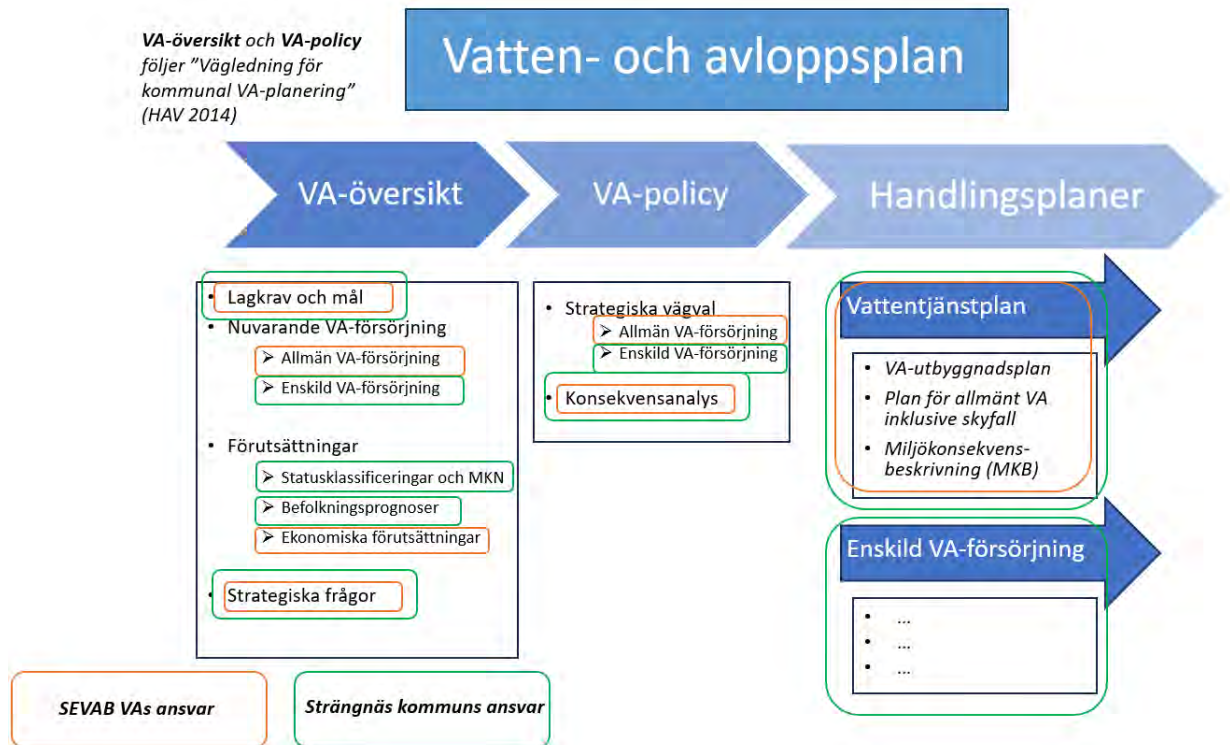 VA-översikt och VA-policy
följer ”Vägledning för
kommunal VA-planering”
(HAV 2014)
Vatten- och avloppsplan
VA-översikt
VA-policy
Handlingsplaner
• Lagkrav och mål
• Nuvarande VA-försörjning
➢ Allmän VA-försörjning
➢ Enskild VA-försörjning
• Förutsättningar
➢ Statusklassificeringar och MKN
➢ Befolkningsprognoser
➢ Ekonomiska förutsättningar
• Strategiska frågor
• Strategiska vägval
➢ Allmän VA-försörjning
➢ Enskild VA-försörjning
• Konsekvensanalys
Vattentjänstplan
• VA-utbyggnadsplan
• Plan för allmänt VA
inklusive skyfall
• Miljökonsekvens-
beskrivning (MKB)
Enskild VA-försörjning
• ...
• ...
• ...
SEVAB VAs ansvar
Strängnäs kommuns ansvar